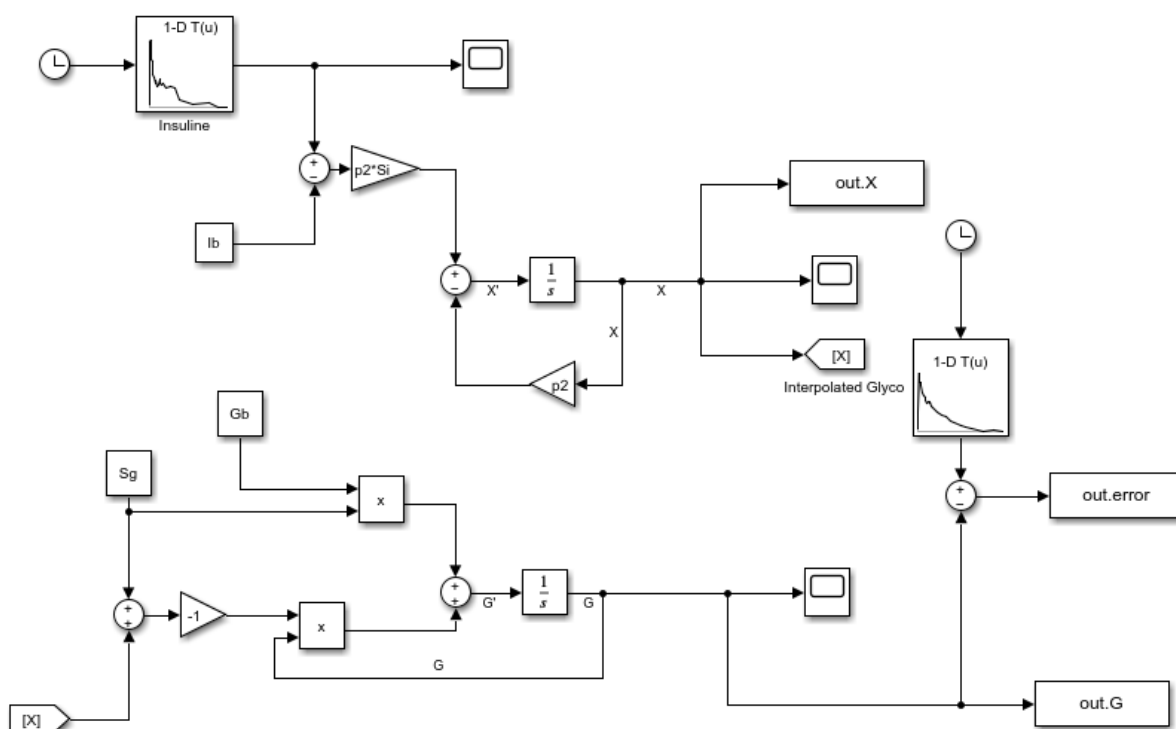 1-D T(u)
Insuline
+
−
p2*Si
Ib
out.X
+
−
X'
1
s
X
X
[X]
p2
Interpolated Glyco
1-D T(u)
Gb
Sg
x
+
−
out.error
+
+
-1
x
+
+
G'
1
s
G
G
[X]
out.G